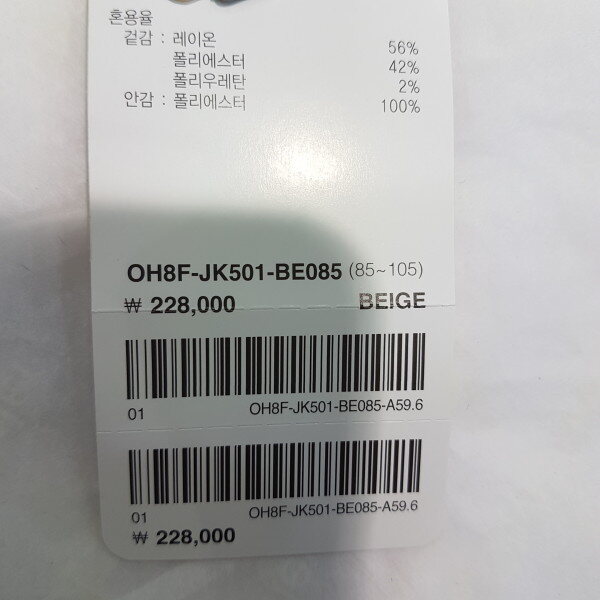 혼용율
겉감 : 레이온 56%
폴리에스터 42%
폴리우레탄 2%
안감 : 폴리에스터 100%
OH8F-JK501-BE085 (85~105)
₩ 228,000 BEIGE
01 OH8F-JK501-BE085-A59.6
01 OH8F-JK501-BE085-A59.6
₩ 228,000